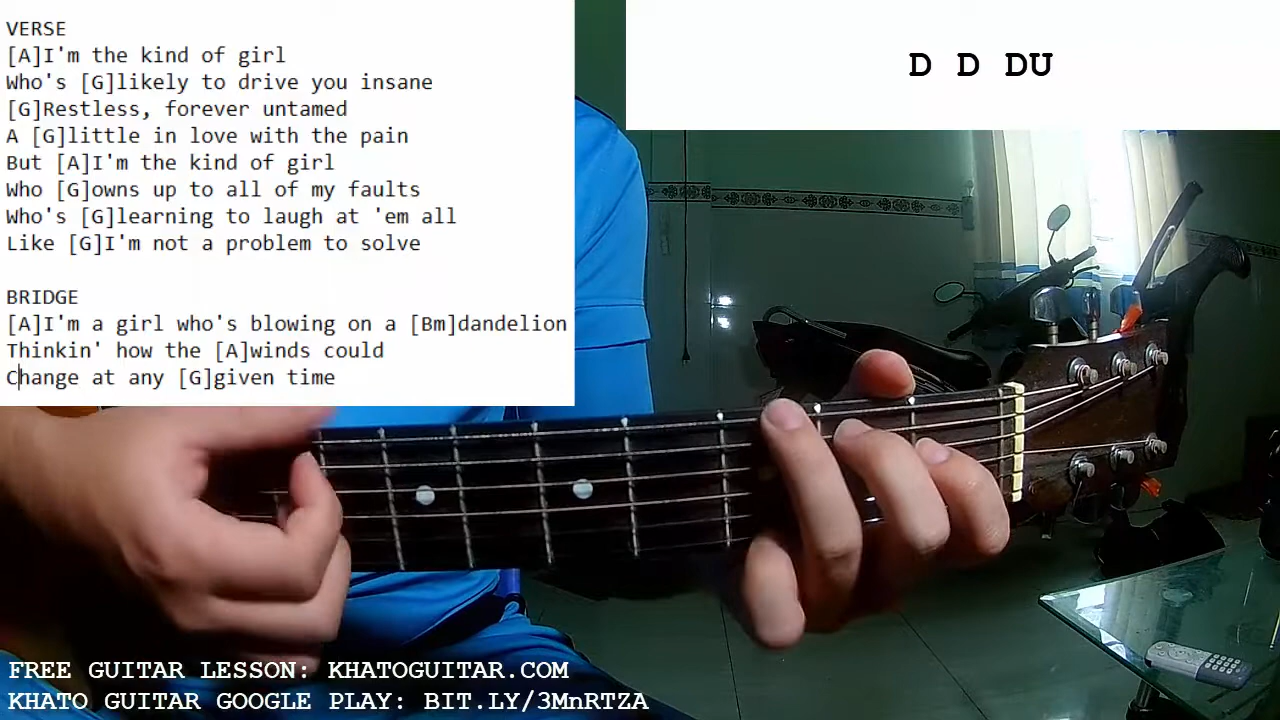 VERSE
[A]I'm the kind of girl
Who's [G]likely to drive you insane
[G]Restless, forever untamed
A [G]little in love with the pain
But [A]I'm the kind of girl
Who [G]owns up to all of my faults
Who's [G]learning to laugh at 'em all
Like [G]I'm not a problem to solve
BRIDGE
[A]I'm a girl who's blowing on a [Bm]dandelion
Thinkin' how the [A]winds could
Change at any [G]given time
D D DU
FREE GUITAR LESSON: KHATOGUITAR.COM
KHATO GUITAR GOOGLE PLAY: BIT.LY/3MnRTZA